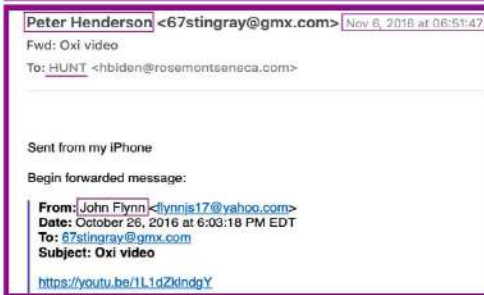 Peter Henderson <67stingray@gmx.com> Nov 6, 2016 at 06:51:47
Fwd: Oxi video
To: HUNT <hbiden@rosemontseneca.com>
Sent from my iPhone
Begin forwarded message:
From: John Flynn <flynnjs17@yahoo.com>
Date: October 26, 2016 at 6:03:18 PM EDT
To: 67stingray@gmx.com
Subject: Oxi video
https://youtu.be/1L1dZklndgY